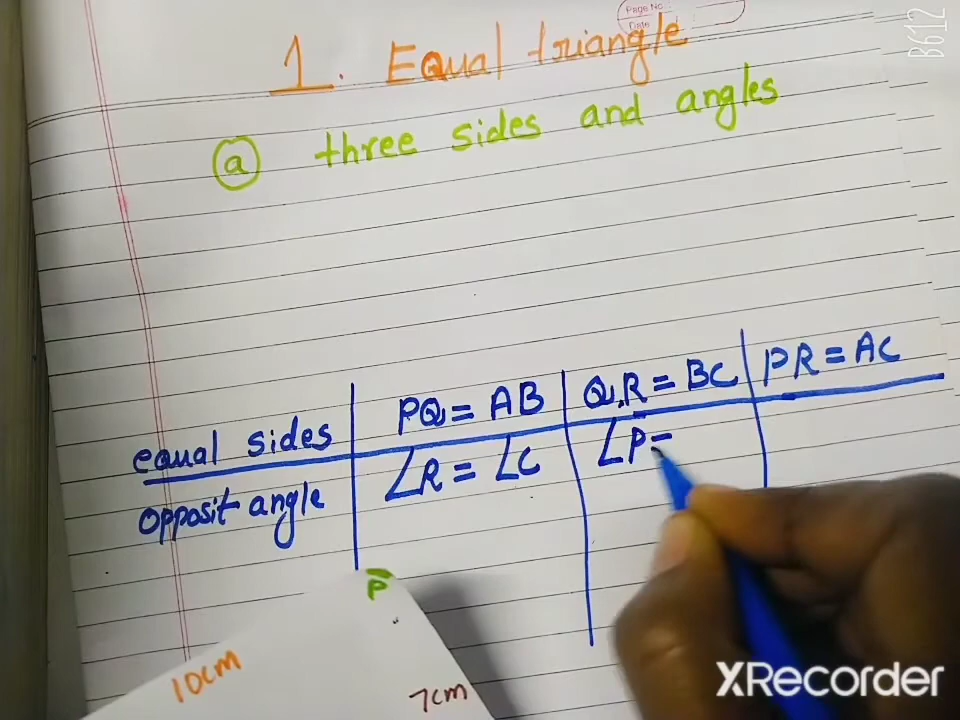 Page No
Date
B612
1. Equal triangle
a three sides and angles
equal sides PQ = AB QR = BC PR = AC
opposit angle ∠R = ∠C ∠P=
P
10cm
7cm
XRecorder